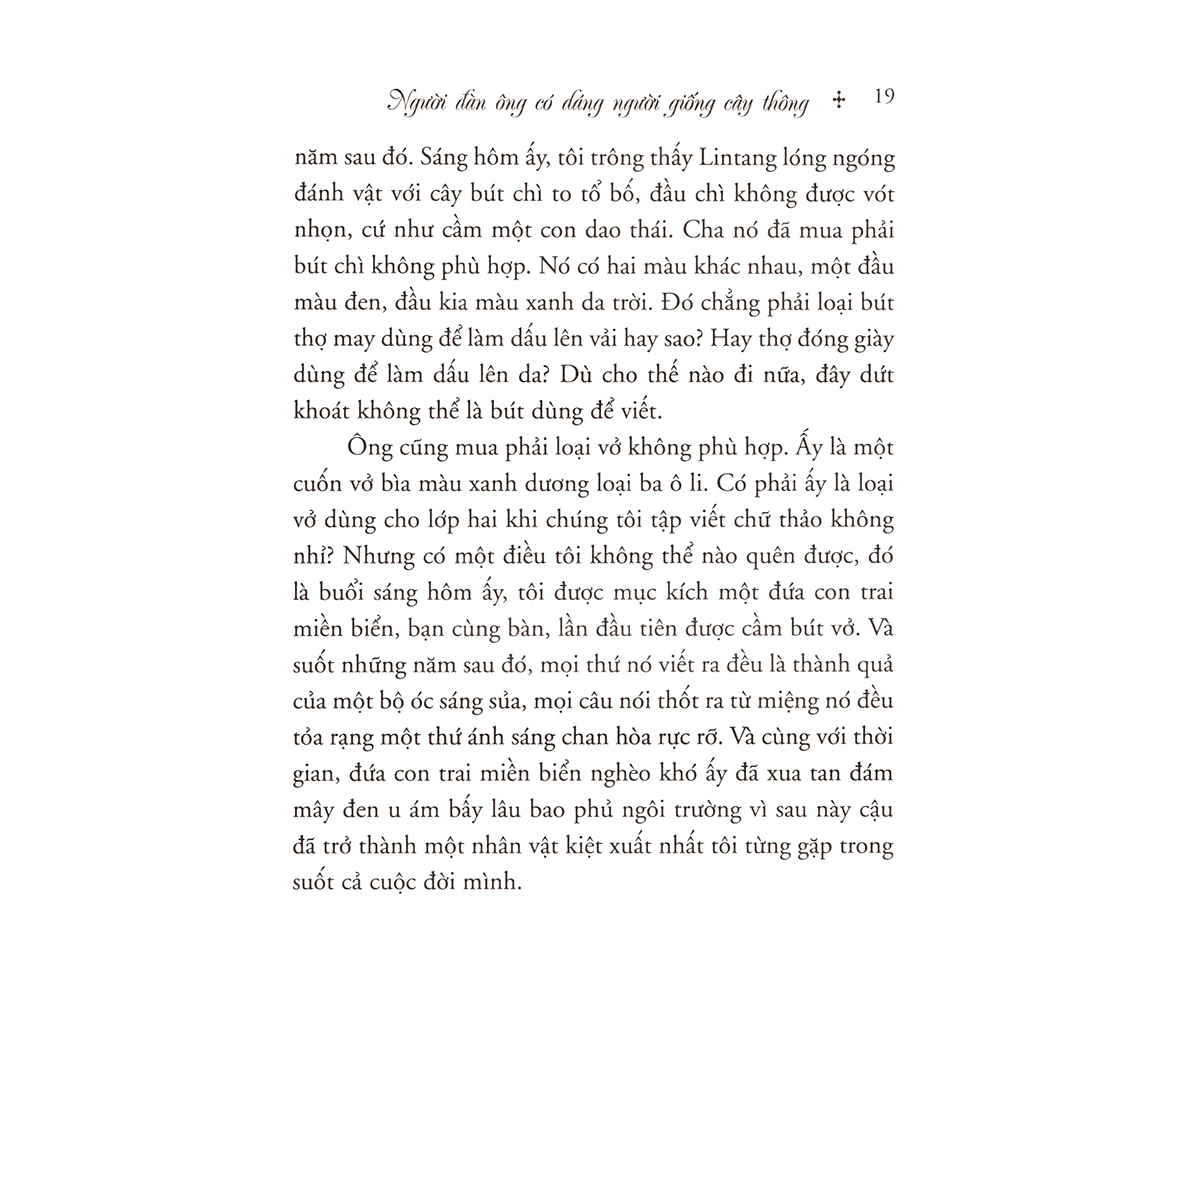 Người đàn ông có dáng người giống cây thông ✢ 19
năm sau đó. Sáng hôm ấy, tôi trông thấy Lintang lóng ngóng
đánh vật với cây bút chì to tổ bố, đầu chì không được vót
nhọn, cứ như cầm một con dao thái. Cha nó đã mua phải
bút chì không phù hợp. Nó có hai màu khác nhau, một đầu
màu đen, đầu kia màu xanh da trời. Đó chẳng phải loại bút
thợ may dùng để làm dấu lên vải hay sao? Hay thợ đóng giày
dùng để làm dấu lên da? Dù cho thế nào đi nữa, đây dứt
khoát không thể là bút dùng để viết.
Ông cũng mua phải loại vở không phù hợp. Ấy là một
cuốn vở bìa màu xanh dương loại ba ô li. Có phải ấy là loại
vở dùng cho lớp hai khi chúng tôi tập viết chữ thảo không
nhỉ? Nhưng có một điều tôi không thể nào quên được, đó
là buổi sáng hôm ấy, tôi được mục kích một đứa con trai
miền biển, bạn cùng bàn, lần đầu tiên được cầm bút vở. Và
suốt những năm sau đó, mọi thứ nó viết ra đều là thành quả
của một bộ óc sáng sủa, mọi câu nói thốt ra từ miệng nó đều
tỏa rạng một thứ ánh sáng chan hòa rực rỡ. Và cùng với thời
gian, đứa con trai miền biển nghèo khó ấy đã xua tan đám
mây đen u ám bấy lâu bao phủ ngôi trường vì sau này cậu
đã trở thành một nhân vật kiệt xuất nhất tôi từng gặp trong
suốt cả cuộc đời mình.